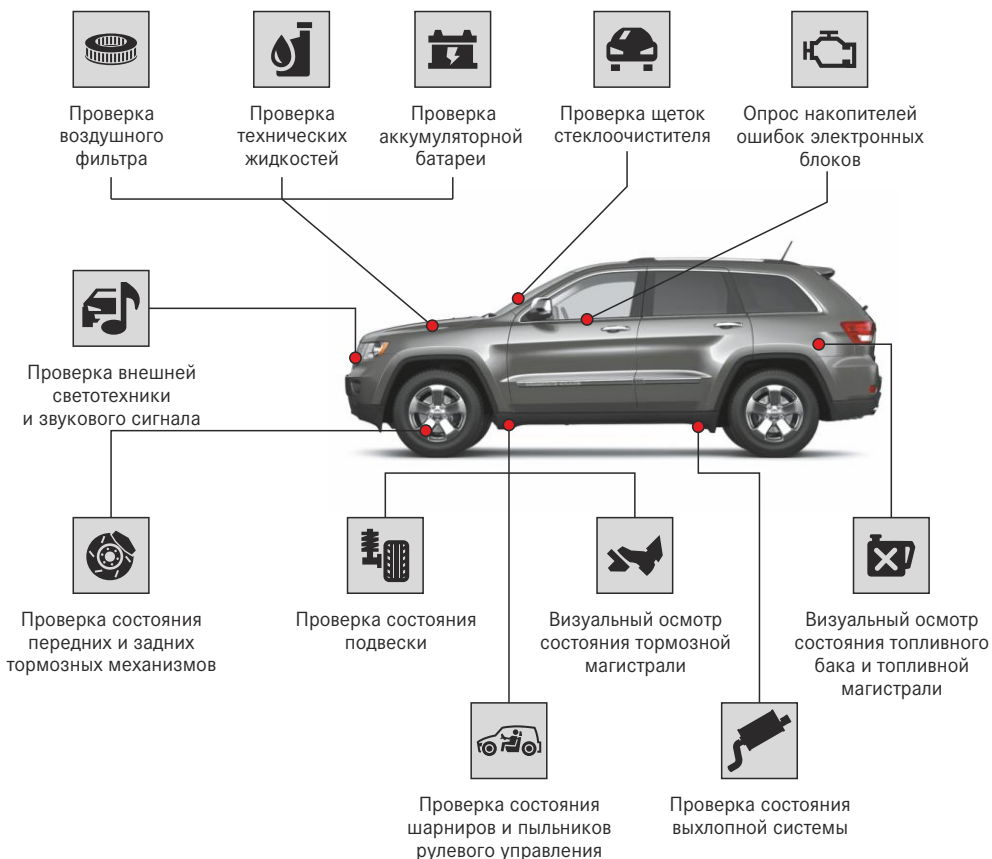 Проверка
воздушного
фильтра
Проверка
технических
жидкостей
Проверка
аккумуляторной
батареи
Проверка щеток
стеклоочистителя
Опрос накопителей
ошибок электронных
блоков
Проверка внешней
светотехники
и звукового сигнала
Проверка состояния
передних и задних
тормозных механизмов
Проверка состояния
подвески
Визуальный осмотр
состояния тормозной
магистрали
Визуальный осмотр
состояния топливного
бака и топливной
магистрали
Проверка состояния
шарниров и пыльников
рулевого управления
Проверка состояния
выхлопной системы